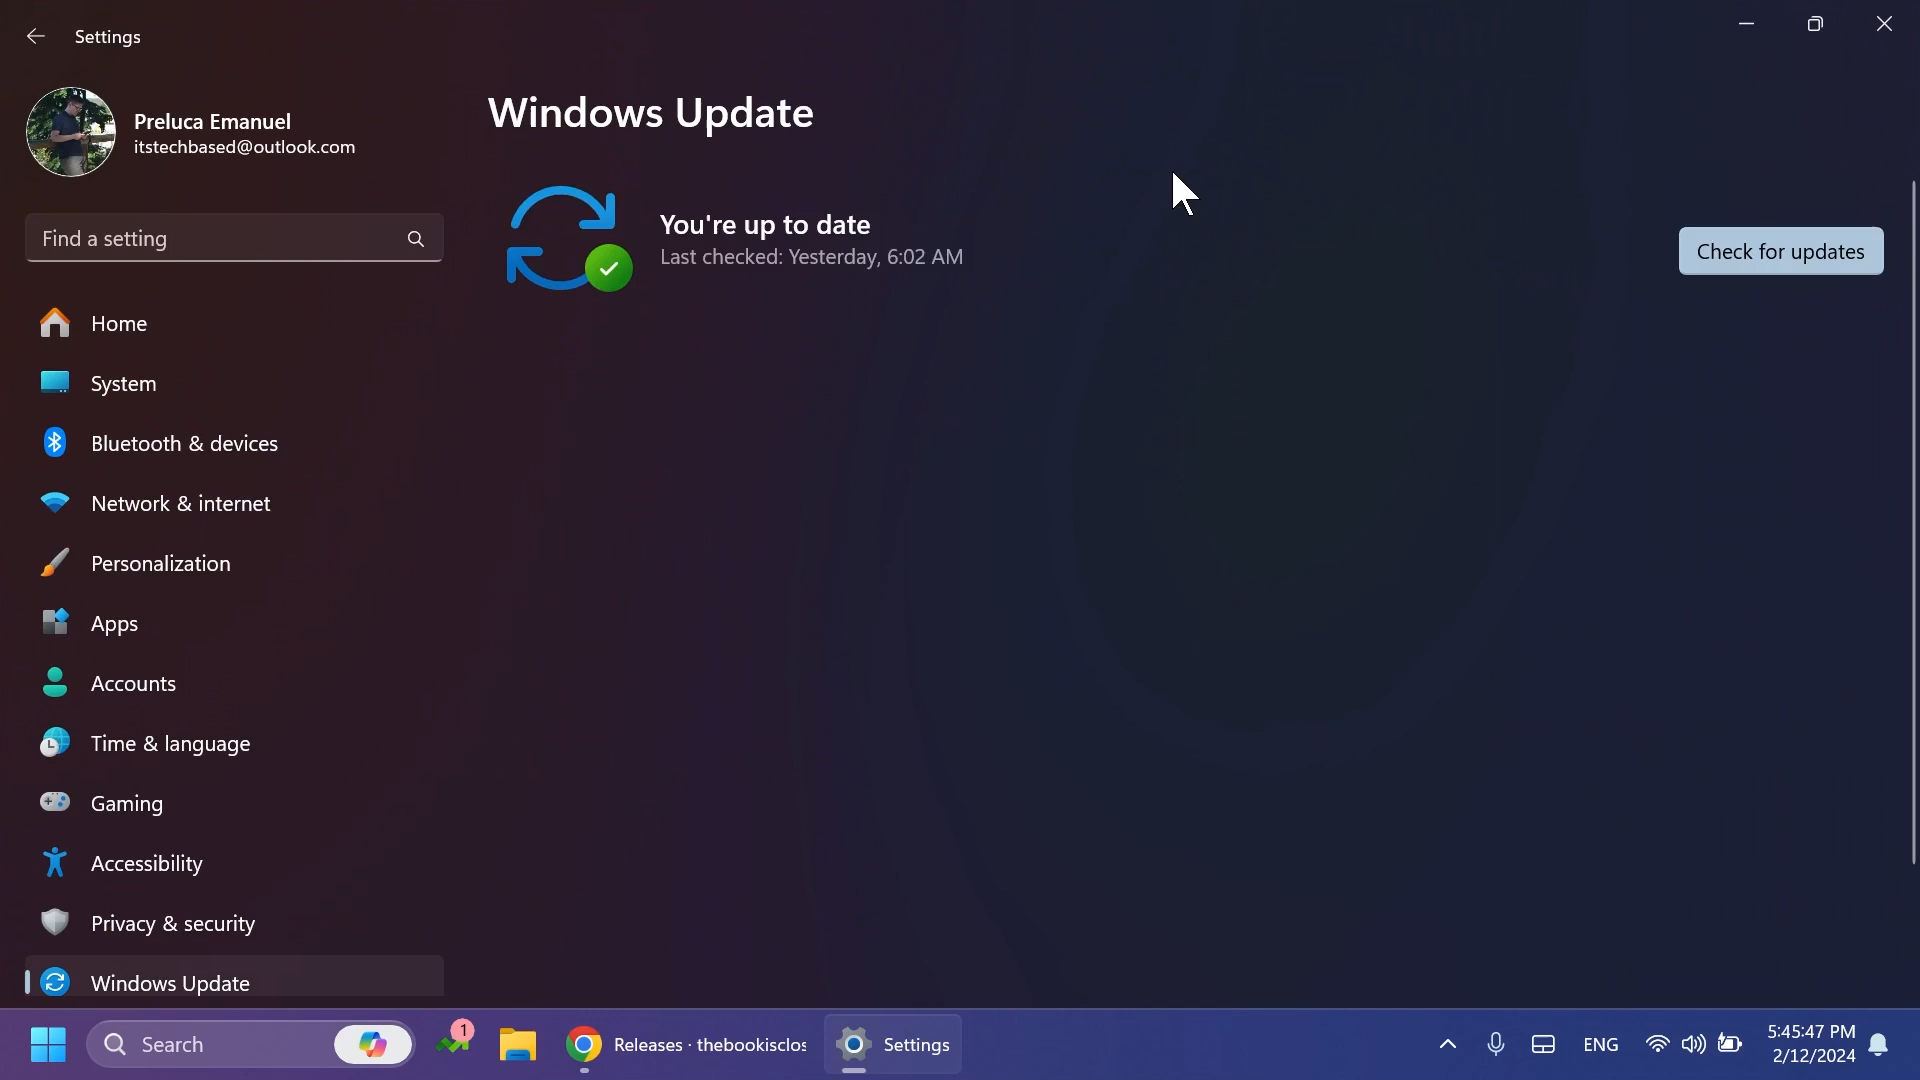 Settings
Preluca Emanuel
itstechbased@outlook.com
Find a setting
Home
System
Bluetooth & devices
Network & internet
Personalization
Apps
Accounts
Time & language
Gaming
Accessibility
Privacy & security
Windows Update
Windows Update
You're up to date
Last checked: Yesterday, 6:02 AM
Check for updates
Search
1
Releases · thebookisclos
Settings
ENG
5:45:47 PM
2/12/2024